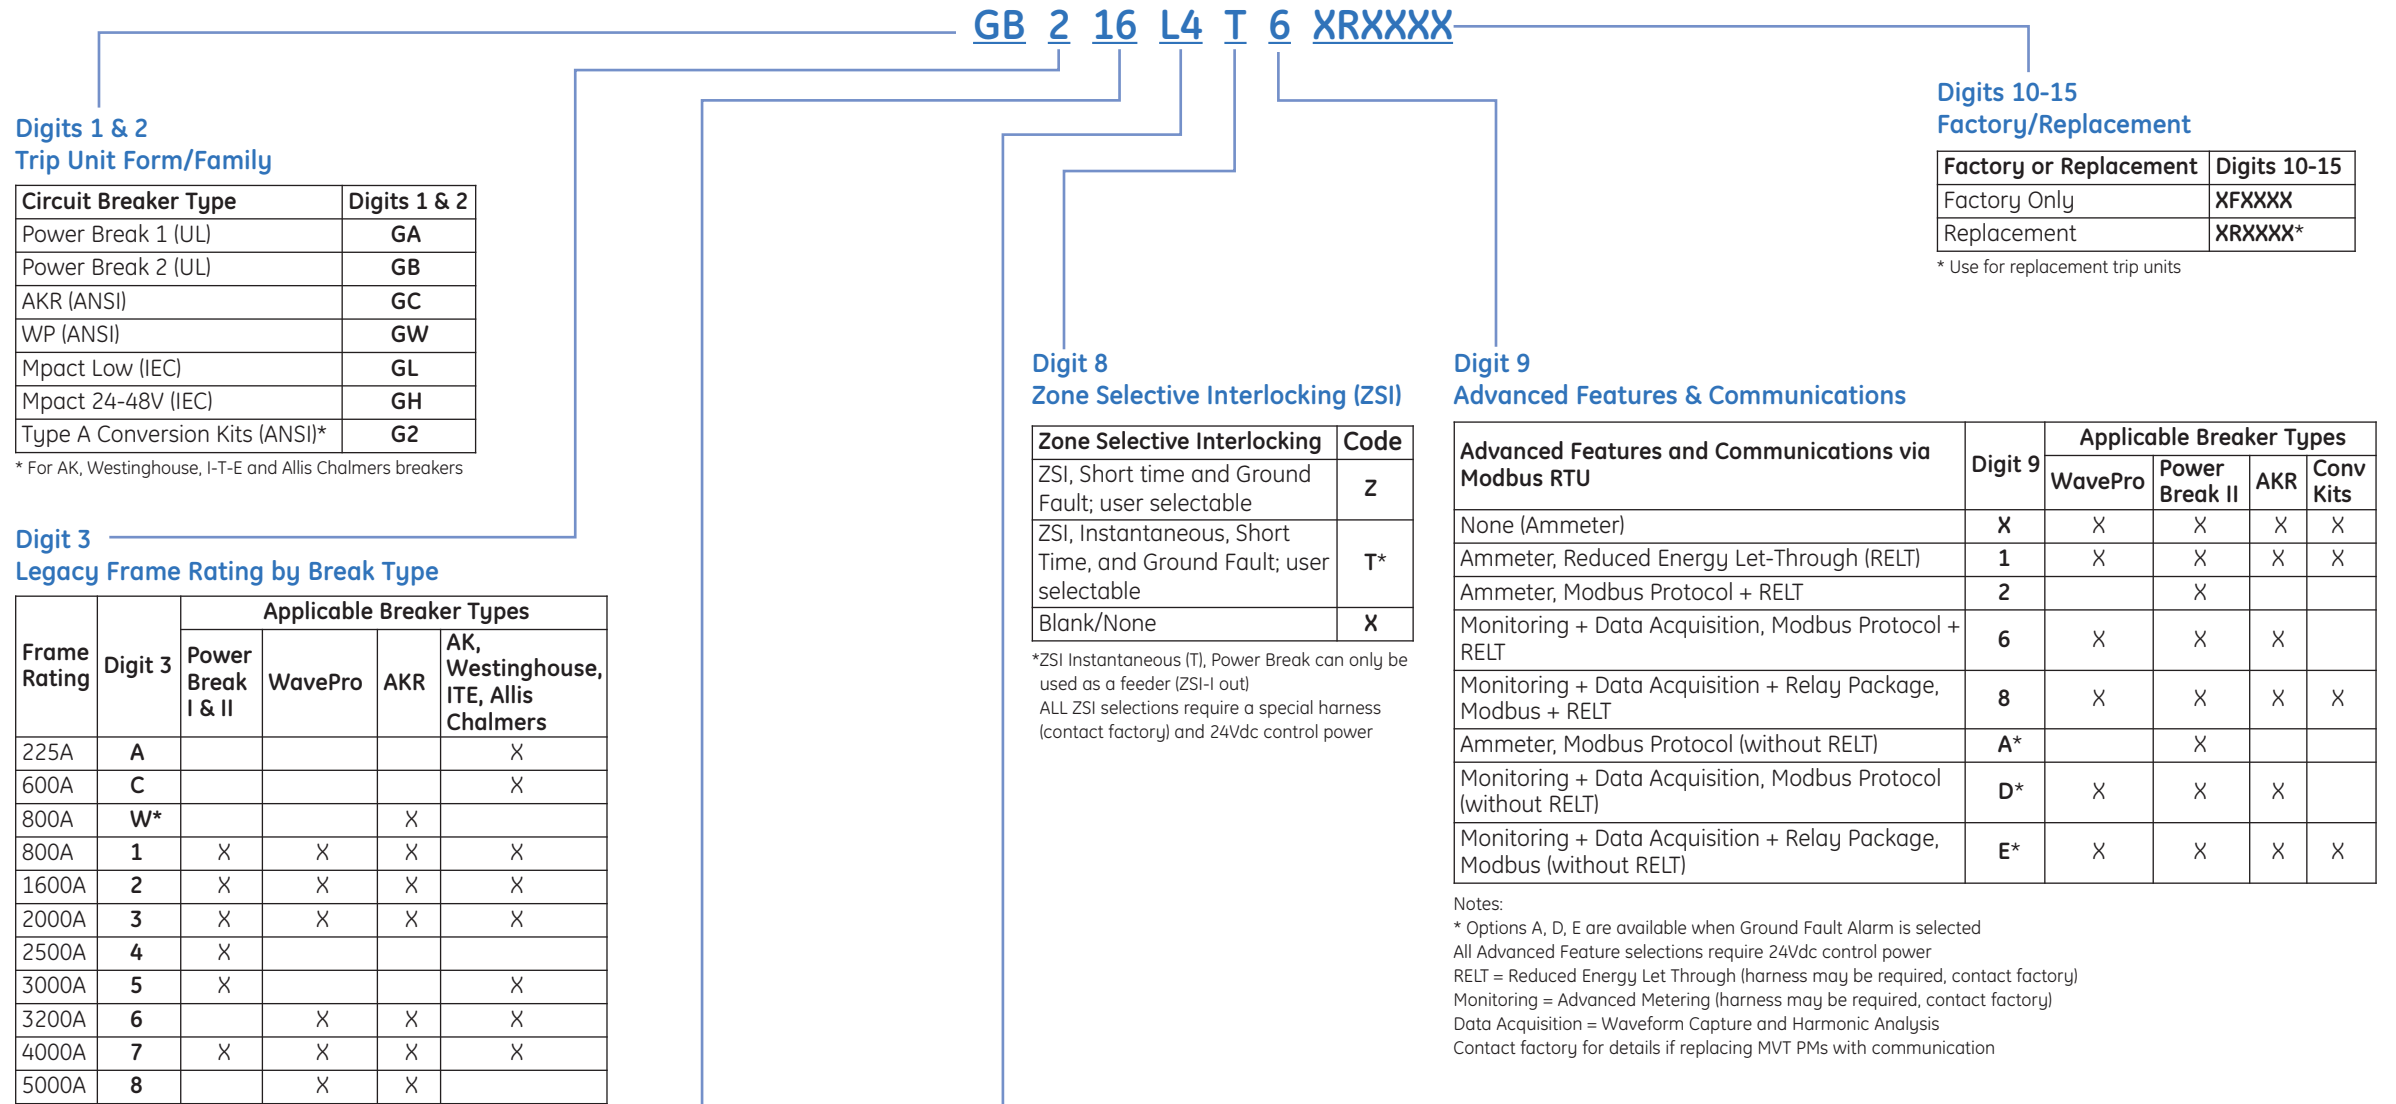 GB 2 16 L4 T 6 XRXXXX
Digits 1 & 2
Trip Unit Form/Family
Circuit Breaker Type Digits 1 & 2
Power Break 1 (UL) GA
Power Break 2 (UL) GB
AKR (ANSI) GC
WP (ANSI) GW
Mpact Low (IEC) GL
Mpact 24-48V (IEC) GH
Type A Conversion Kits (ANSI)* G2
* For AK, Westinghouse, I-T-E and Allis Chalmers breakers
Digit 3
Legacy Frame Rating by Break Type
Frame
Rating
Digit 3
Applicable Breaker Types
Power
Break
I & II
WavePro
AKR
AK,
Westinghouse,
ITE, Allis
Chalmers
225A A X
600A C X
800A W* X
800A 1 X X X X
1600A 2 X X X X
2000A 3 X X X X
2500A 4 X
3000A 5 X X
3200A 6 X X X
4000A 7 X X X X
5000A 8 X X
Digit 8
Zone Selective Interlocking (ZSI)
Zone Selective Interlocking Code
ZSI, Short time and Ground
Fault; user selectable
Z
ZSI, Instantaneous, Short
Time, and Ground Fault; user
selectable
T*
Blank/None X
*ZSI Instantaneous (T), Power Break can only be
used as a feeder (ZSI-I out)
ALL ZSI selections require a special harness
(contact factory) and 24Vdc control power
Digit 9
Advanced Features & Communications
Advanced Features and Communications via
Modbus RTU
Digit 9
Applicable Breaker Types
WavePro
Power
Break II
AKR
Conv
Kits
None (Ammeter) X X X X X
Ammeter, Reduced Energy Let-Through (RELT) 1 X X X X
Ammeter, Modbus Protocol + RELT 2 X
Monitoring + Data Acquisition, Modbus Protocol +
RELT
6 X X X
Monitoring + Data Acquisition + Relay Package,
Modbus + RELT
8 X X X X
Ammeter, Modbus Protocol (without RELT) A* X
Monitoring + Data Acquisition, Modbus Protocol
(without RELT)
D* X X X
Monitoring + Data Acquisition + Relay Package,
Modbus (without RELT)
E* X X X X
Notes:
* Options A, D, E are available when Ground Fault Alarm is selected
All Advanced Feature selections require 24Vdc control power
RELT = Reduced Energy Let Through (harness may be required, contact factory)
Monitoring = Advanced Metering (harness may be required, contact factory)
Data Acquisition = Waveform Capture and Harmonic Analysis
Contact factory for details if replacing MVT PMs with communication
Digits 10-15
Factory/Replacement
Factory or Replacement Digits 10-15
Factory Only XFXXXX
Replacement XRXXXX*
* Use for replacement trip units